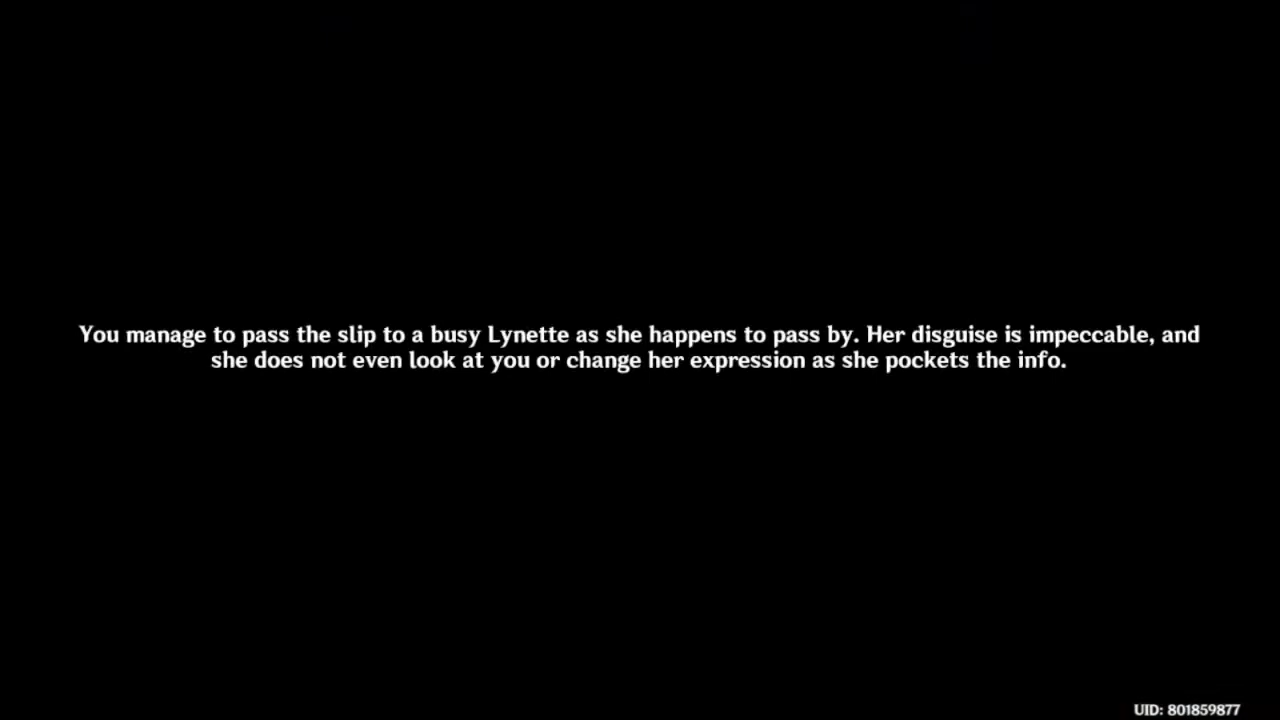 You manage to pass the slip to a busy Lynette as she happens to pass by. Her disguise is impeccable, and
she does not even look at you or change her expression as she pockets the info.
UID: 801859877